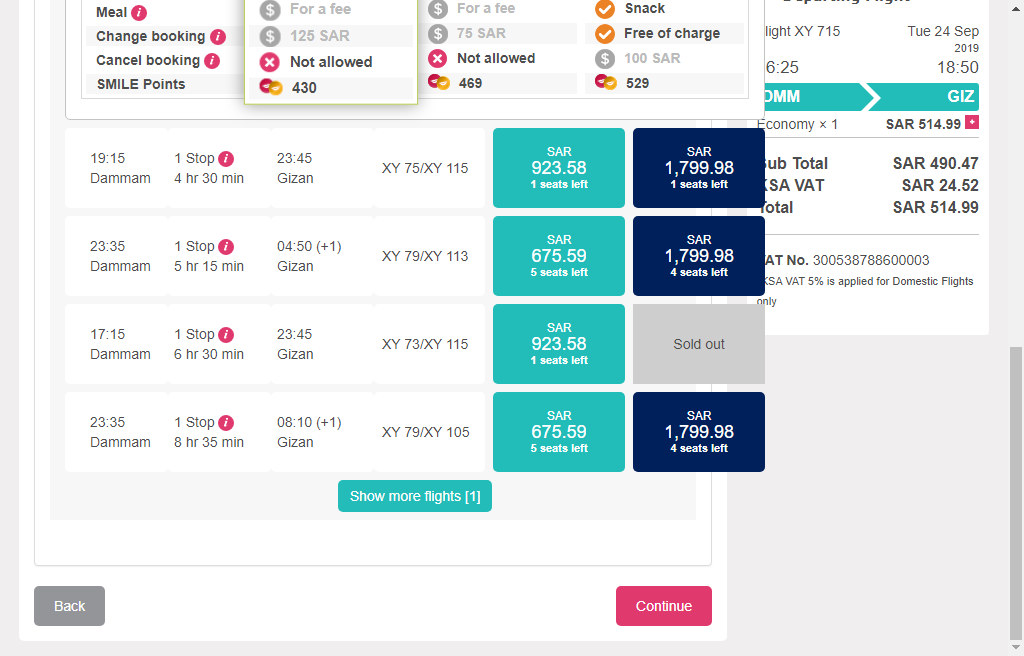 Meal
For a fee
For a fee
Snack
Change booking
125 SAR
75 SAR
Free of charge
Cancel booking
Not allowed
Not allowed
100 SAR
SMILE Points
430
469
529
19:15
Dammam
1 Stop
4 hr 30 min
23:45
Gizan
XY 75/XY 115
SAR
923.58
1 seats left
SAR
1,799.98
1 seats left
23:35
Dammam
1 Stop
5 hr 15 min
04:50 (+1)
Gizan
XY 79/XY 113
SAR
675.59
5 seats left
SAR
1,799.98
4 seats left
17:15
Dammam
1 Stop
6 hr 30 min
23:45
Gizan
XY 73/XY 115
SAR
923.58
1 seats left
Sold out
23:35
Dammam
1 Stop
8 hr 35 min
08:10 (+1)
Gizan
XY 79/XY 105
SAR
675.59
5 seats left
SAR
1,799.98
4 seats left
Show more flights [1]
Back
Continue
light XY 715
Tue 24 Sep
2019
6:25
18:50
DMM
GIZ
Economy × 1
SAR 514.99
Sub Total
SAR 490.47
KSA VAT
SAR 24.52
Total
SAR 514.99
VAT No. 300538788600003
KSA VAT 5% is applied for Domestic Flights
only